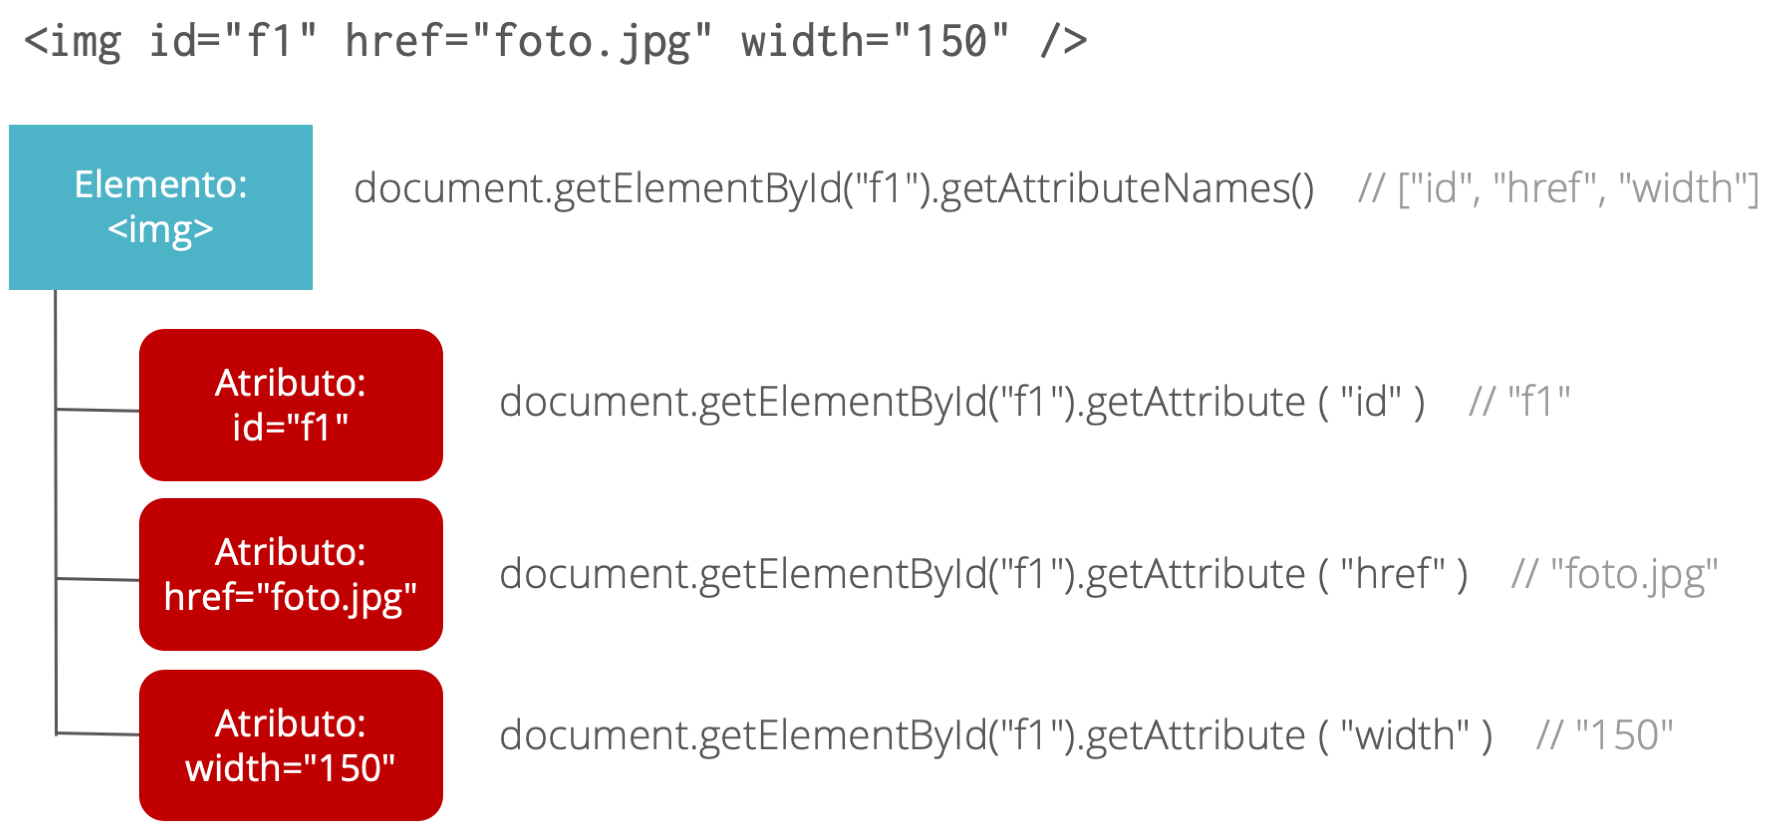 <img id="f1" href="foto.jpg" width="150" />
Elemento:
<img>
document.getElementById("f1").getAttributeNames() // ["id", "href", "width"]
Atributo:
id="f1"
document.getElementById("f1").getAttribute ( "id" ) // "f1"
Atributo:
href="foto.jpg"
document.getElementById("f1").getAttribute ( "href" ) // "foto.jpg"
Atributo:
width="150"
document.getElementById("f1").getAttribute ( "width" ) // "150"